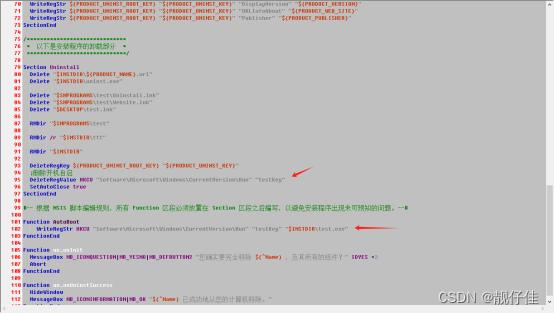 70 WriteRegStr ${PRODUCT_UNINST_ROOT_KEY} "${PRODUCT_UNINST_KEY}" "DisplayVersion" "${PRODUCT_VERSION}"
71 WriteRegStr ${PRODUCT_UNINST_ROOT_KEY} "${PRODUCT_UNINST_KEY}" "URLInfoAbout" "${PRODUCT_WEB_SITE}"
72 WriteRegStr ${PRODUCT_UNINST_ROOT_KEY} "${PRODUCT_UNINST_KEY}" "Publisher" "${PRODUCT_PUBLISHER}"
73 SectionEnd
74
75 /******************************
76 * 以下是安装程序的卸载部分 *
77 ******************************/
78
79 Section Uninstall
80 Delete "$INSTDIR\${PRODUCT_NAME}.url"
81 Delete "$INSTDIR\uninst.exe"
82
83 Delete "$SMPROGRAMS\test\Uninstall.lnk"
84 Delete "$SMPROGRAMS\test\Website.lnk"
85 Delete "$DESKTOP\test.lnk"
86
87 RMDir "$SMPROGRAMS\test"
88
89 RMDir /r "$INSTDIR\ttt"
90
91 RMDir "$INSTDIR"
92
93 DeleteRegKey ${PRODUCT_UNINST_ROOT_KEY} "${PRODUCT_UNINST_KEY}"
94 ;删除开机自启
95 DeleteRegValue HKCU "Software\Microsoft\Windows\CurrentVersion\Run" "testKey"
96 SetAutoClose true
97 SectionEnd
98
99 #-- 根据 NSIS 脚本编辑规则，所有 Function 区段必须放置在 Section 区段之后编写，以避免安装程序出现未可预知的问题。--#
100
101 Function AutoBoot
102 WriteRegStr HKCU "Software\Microsoft\Windows\CurrentVersion\Run" "testKey" "$INSTDIR\test.exe"
103 FunctionEnd
104
105 Function un.onInit
106 MessageBox MB_ICONQUESTION|MB_YESNO|MB_DEFBUTTON2 "您确实要完全移除 $(^Name) ，及其所有的组件？" IDYES +2
107 Abort
108 FunctionEnd
109
110 Function un.onUninstSuccess
111 HideWindow
112 MessageBox MB_ICONINFORMATION|MB_OK "$(^Name) 已成功地从您的计算机移除。"
CSDN @靓仔佳